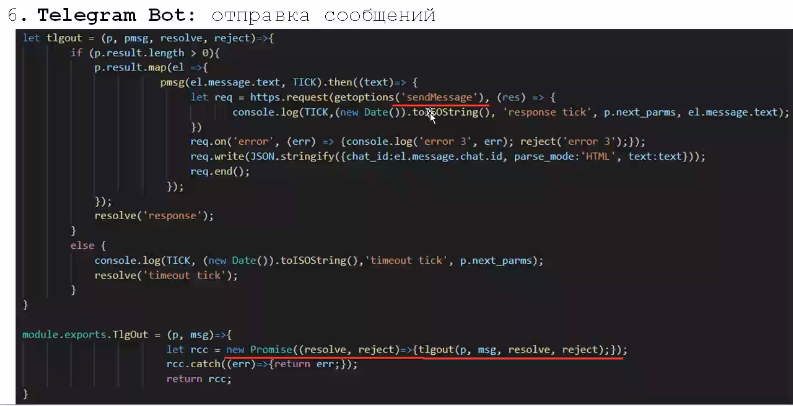 6. Telegram Bot: отправка сообщений
let tlgout = (p, pmsg, resolve, reject)=>{
if (p.result.length > 0){
p.result.map(el =>{
pmsg(el.message.text, TICK).then((text)=> {
let req = https.request(getoptions('sendMessage'), (res) => {
console.log(TICK,(new Date()).toISOString(), 'response tick', p.next_parms, el.message.text);
})
req.on('error', (err) => {console.log('error 3', err); reject('error 3');});
req.write(JSON.stringify({chat_id:el.message.chat.id, parse_mode:'HTML', text:text}));
req.end();
});
});
resolve('response');
}
else {
console.log(TICK, (new Date()).toISOString(),'timeout tick', p.next_parms);
resolve('timeout tick');
}
}
module.exports.TlgOut = (p, msg)=>{
let rcc = new Promise((resolve, reject)=>{tlgout(p, msg, resolve, reject);});
rcc.catch((err)=>{return err;});
return rcc;
}